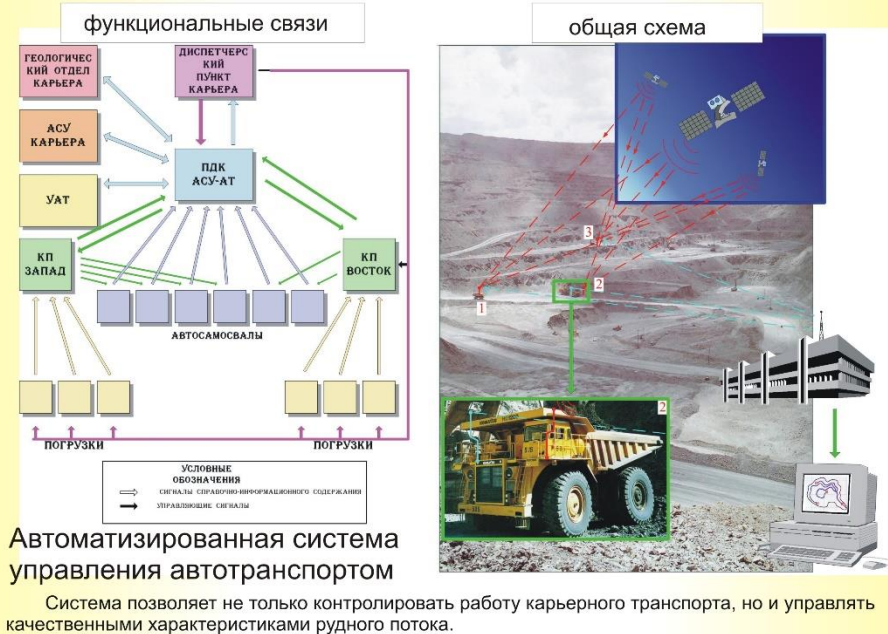 функциональные связи
общая схема
ГЕОЛОГИЧЕС
КИЙ ОТДЕЛ
КАРЬЕРА
ДИСПЕТЧЕРС
КИЙ
ПУНКТ
КАРЬЕРА
АСУ
КАРЬЕРА
ПДК
АСУ-АТ
УАТ
КП
ЗАПАД
КП
ВОСТОК
АВТОСАМОСВАЛЫ
ПОГРУЗКИ
ПОГРУЗКИ
УСЛОВНЫЕ
ОБОЗНАЧЕНИЯ
СИГНАЛЫ СПРАВОЧНО-ИНФОРМАЦИОННОГО СОДЕРЖАНИЯ
УПРАВЛЯЮЩИЕ СИГНАЛЫ
3
2
1
2
Автоматизированная система
управления автотранспортом
Система позволяет не только контролировать работу карьерного транспорта, но и управлять
качественными характеристиками рудного потока.